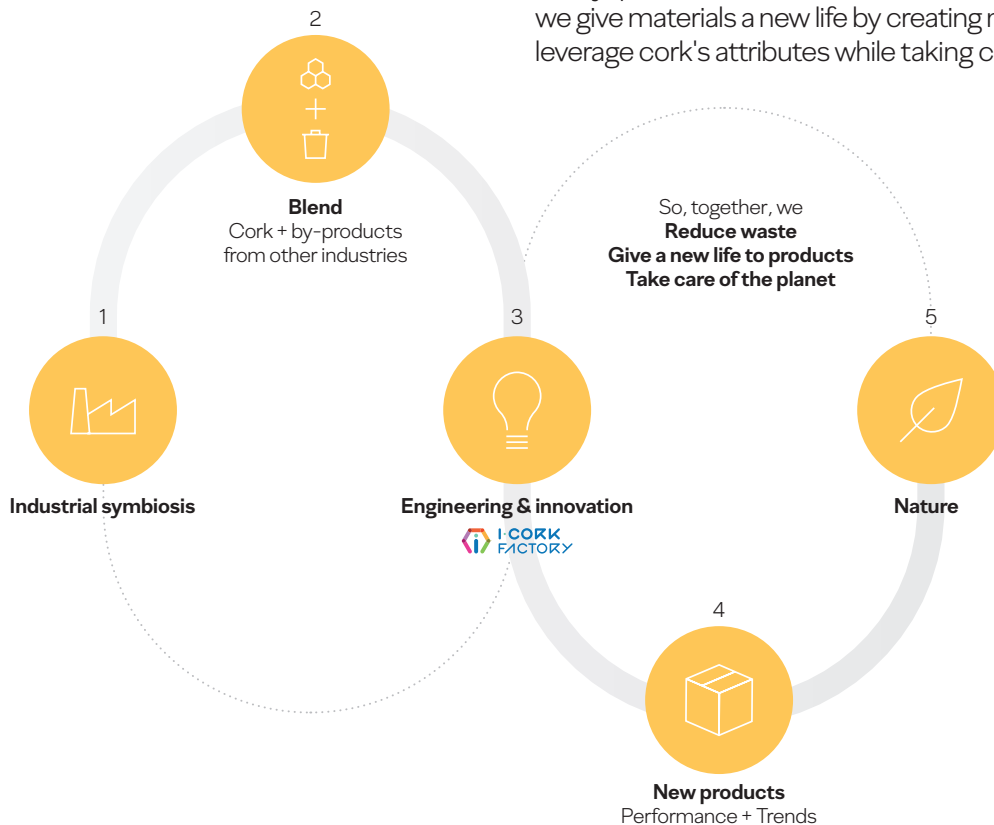 we give materials a new life by creating
leverage cork's attributes while taking
2
Blend
Cork + by-products
from other industries
So, together, we
Reduce waste
Give a new life to products
Take care of the planet
1
Industrial symbiosis
3
Engineering & innovation
I·CORK
FACTORY
5
Nature
4
New products
Performance + Trends